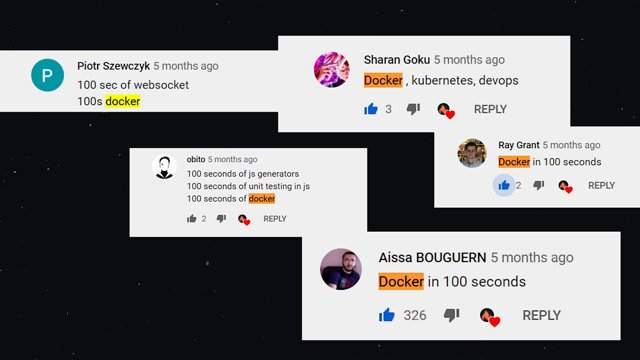 P
Piotr Szewczyk 5 months ago
100 sec of websocket
100s docker
Sharan Goku 5 months ago
Docker , kubernetes, devops
3 REPLY
Ray Grant 5 months ago
Docker in 100 seconds
2 REPLY
obito 5 months ago
100 seconds of js generators
100 seconds of unit testing in js
100 seconds of docker
2 REPLY
Aissa BOUGUERN 5 months ago
Docker in 100 seconds
326 REPLY